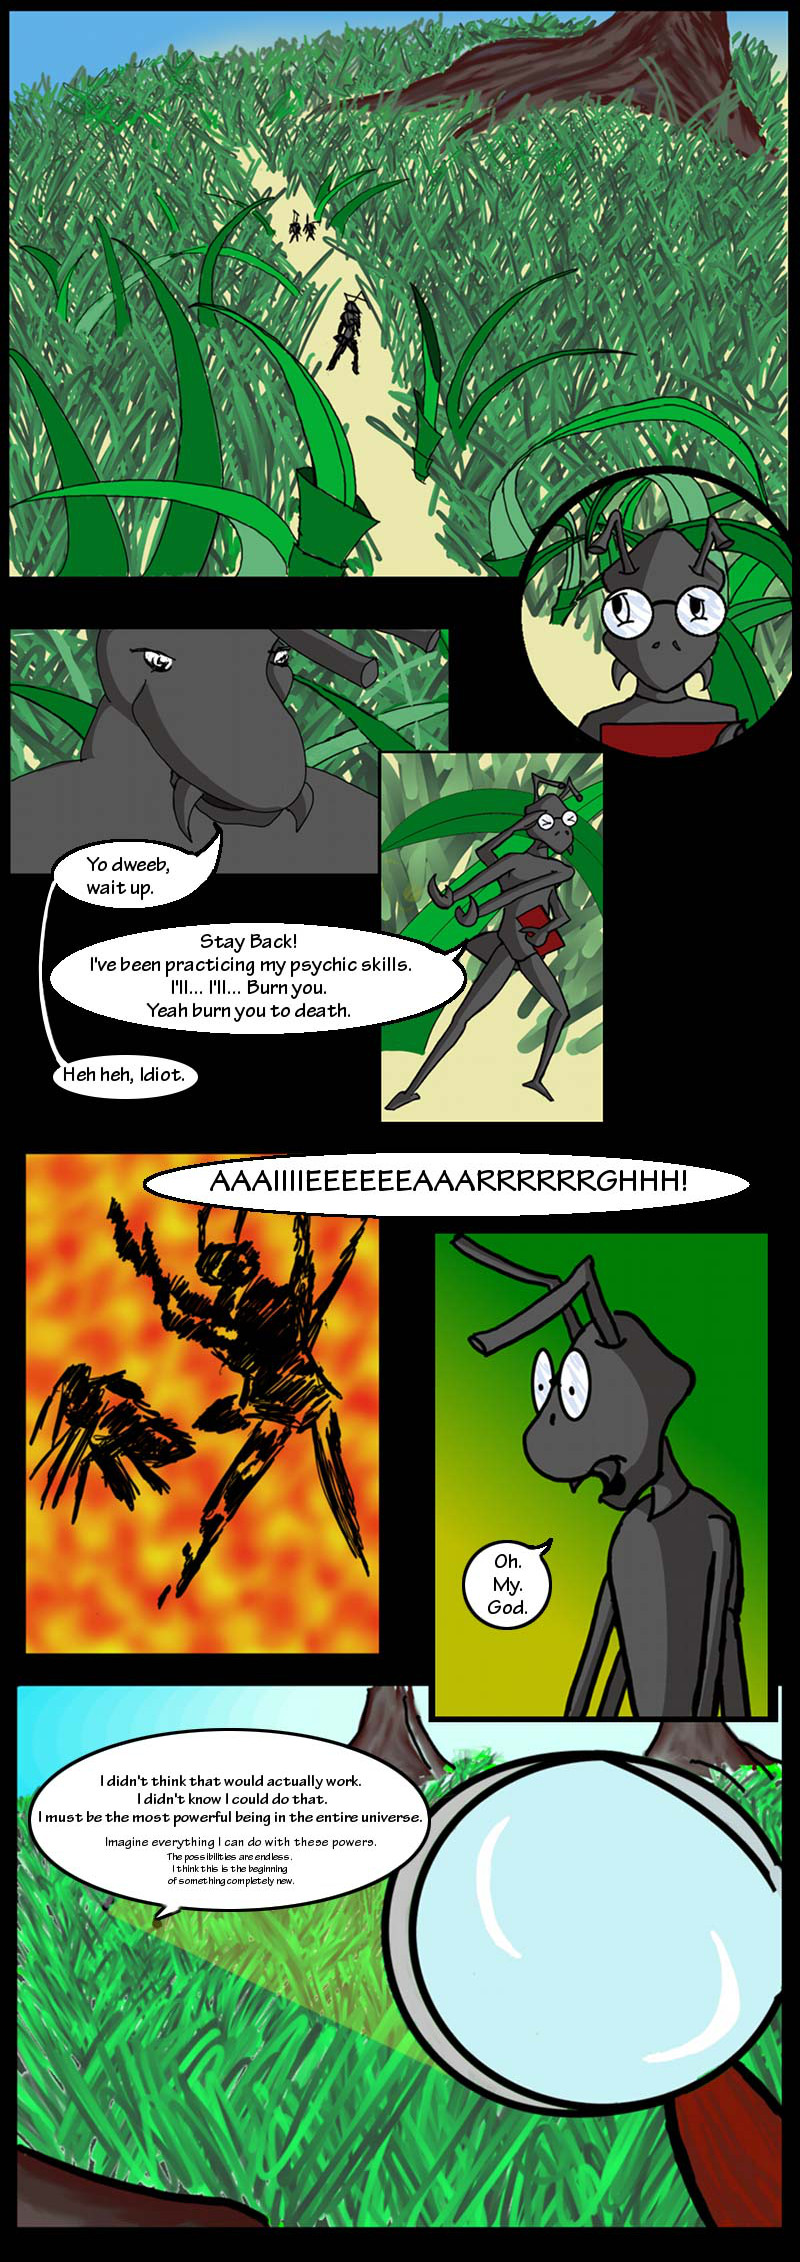 Yo dweeb,
wait up.
Stay Back!
I've been practicing my psychic skills.
I'll... I'll... Burn you.
Yeah burn you to death.
Heh heh, Idiot.
AAAIIIIEEEEEEAAARRRRRRGHHH!
Oh.
My.
God.
I didn't think that would actually work.
I didn't know I could do that.
I must be the most powerful being in the entire universe.
Imagine everything I can do with these powers.
The possibilities are endless.
I think this is the beginning
of something completely new.